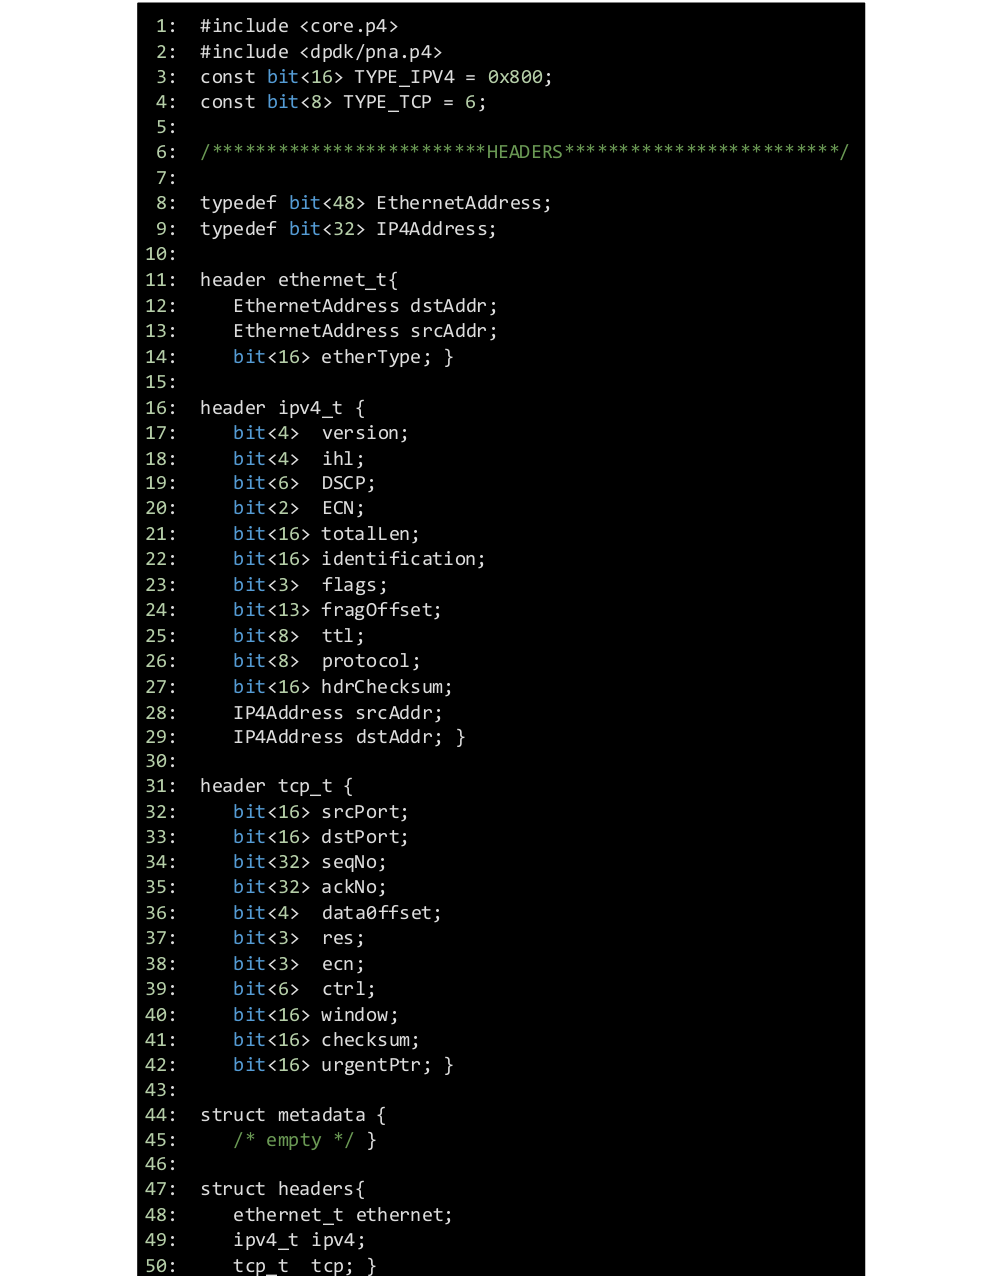 1: #include <core.p4>
2: #include <dpdk/pna.p4>
3: const bit<16> TYPE_IPV4 = 0x800;
4: const bit<8> TYPE_TCP = 6;
5:
6: /*************************HEADERS*************************/
7:
8: typedef bit<48> EthernetAddress;
9: typedef bit<32> IP4Address;
10:
11: header ethernet_t{
12: EthernetAddress dstAddr;
13: EthernetAddress srcAddr;
14: bit<16> etherType; }
15:
16: header ipv4_t {
17: bit<4> version;
18: bit<4> ihl;
19: bit<6> DSCP;
20: bit<2> ECN;
21: bit<16> totalLen;
22: bit<16> identification;
23: bit<3> flags;
24: bit<13> fragOffset;
25: bit<8> ttl;
26: bit<8> protocol;
27: bit<16> hdrChecksum;
28: IP4Address srcAddr;
29: IP4Address dstAddr; }
30:
31: header tcp_t {
32: bit<16> srcPort;
33: bit<16> dstPort;
34: bit<32> seqNo;
35: bit<32> ackNo;
36: bit<4> data0ffset;
37: bit<3> res;
38: bit<3> ecn;
39: bit<6> ctrl;
40: bit<16> window;
41: bit<16> checksum;
42: bit<16> urgentPtr; }
43:
44: struct metadata {
45: /* empty */ }
46:
47: struct headers{
48: ethernet_t ethernet;
49: ipv4_t ipv4;
50: tcp_t tcp; }